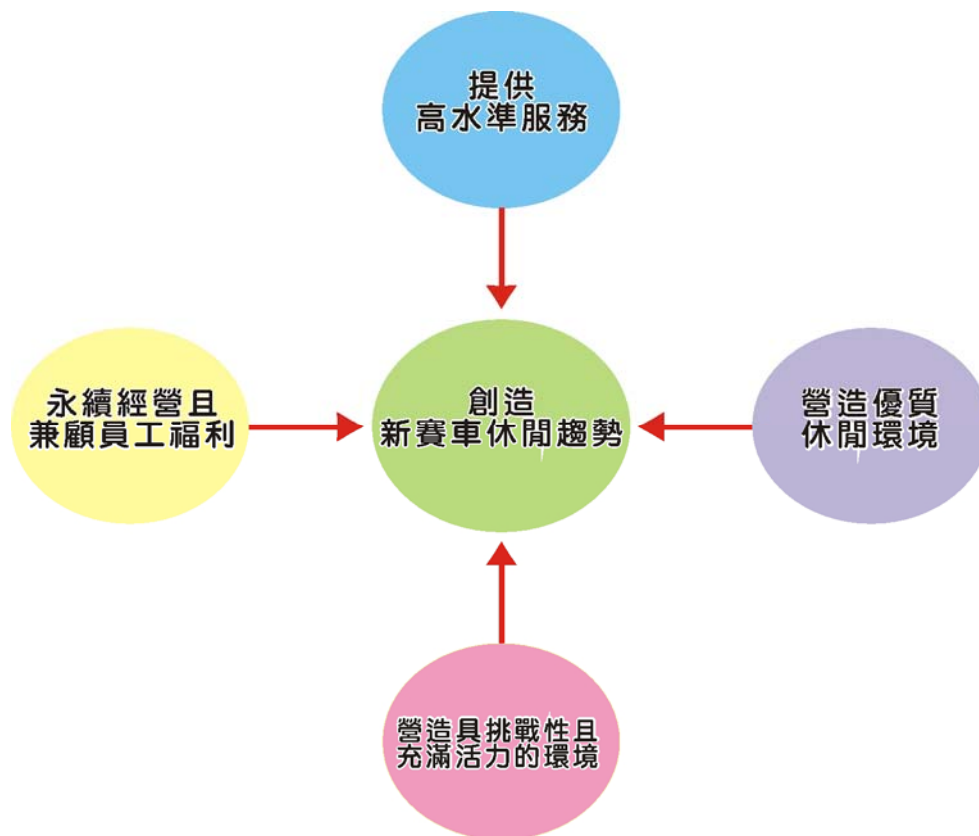 提供
高水準服務
永續經營且
兼顧員工福利
創造
新賽車休閒趨勢
營造優質
休閒環境
營造具挑戰性且
充滿活力的環境